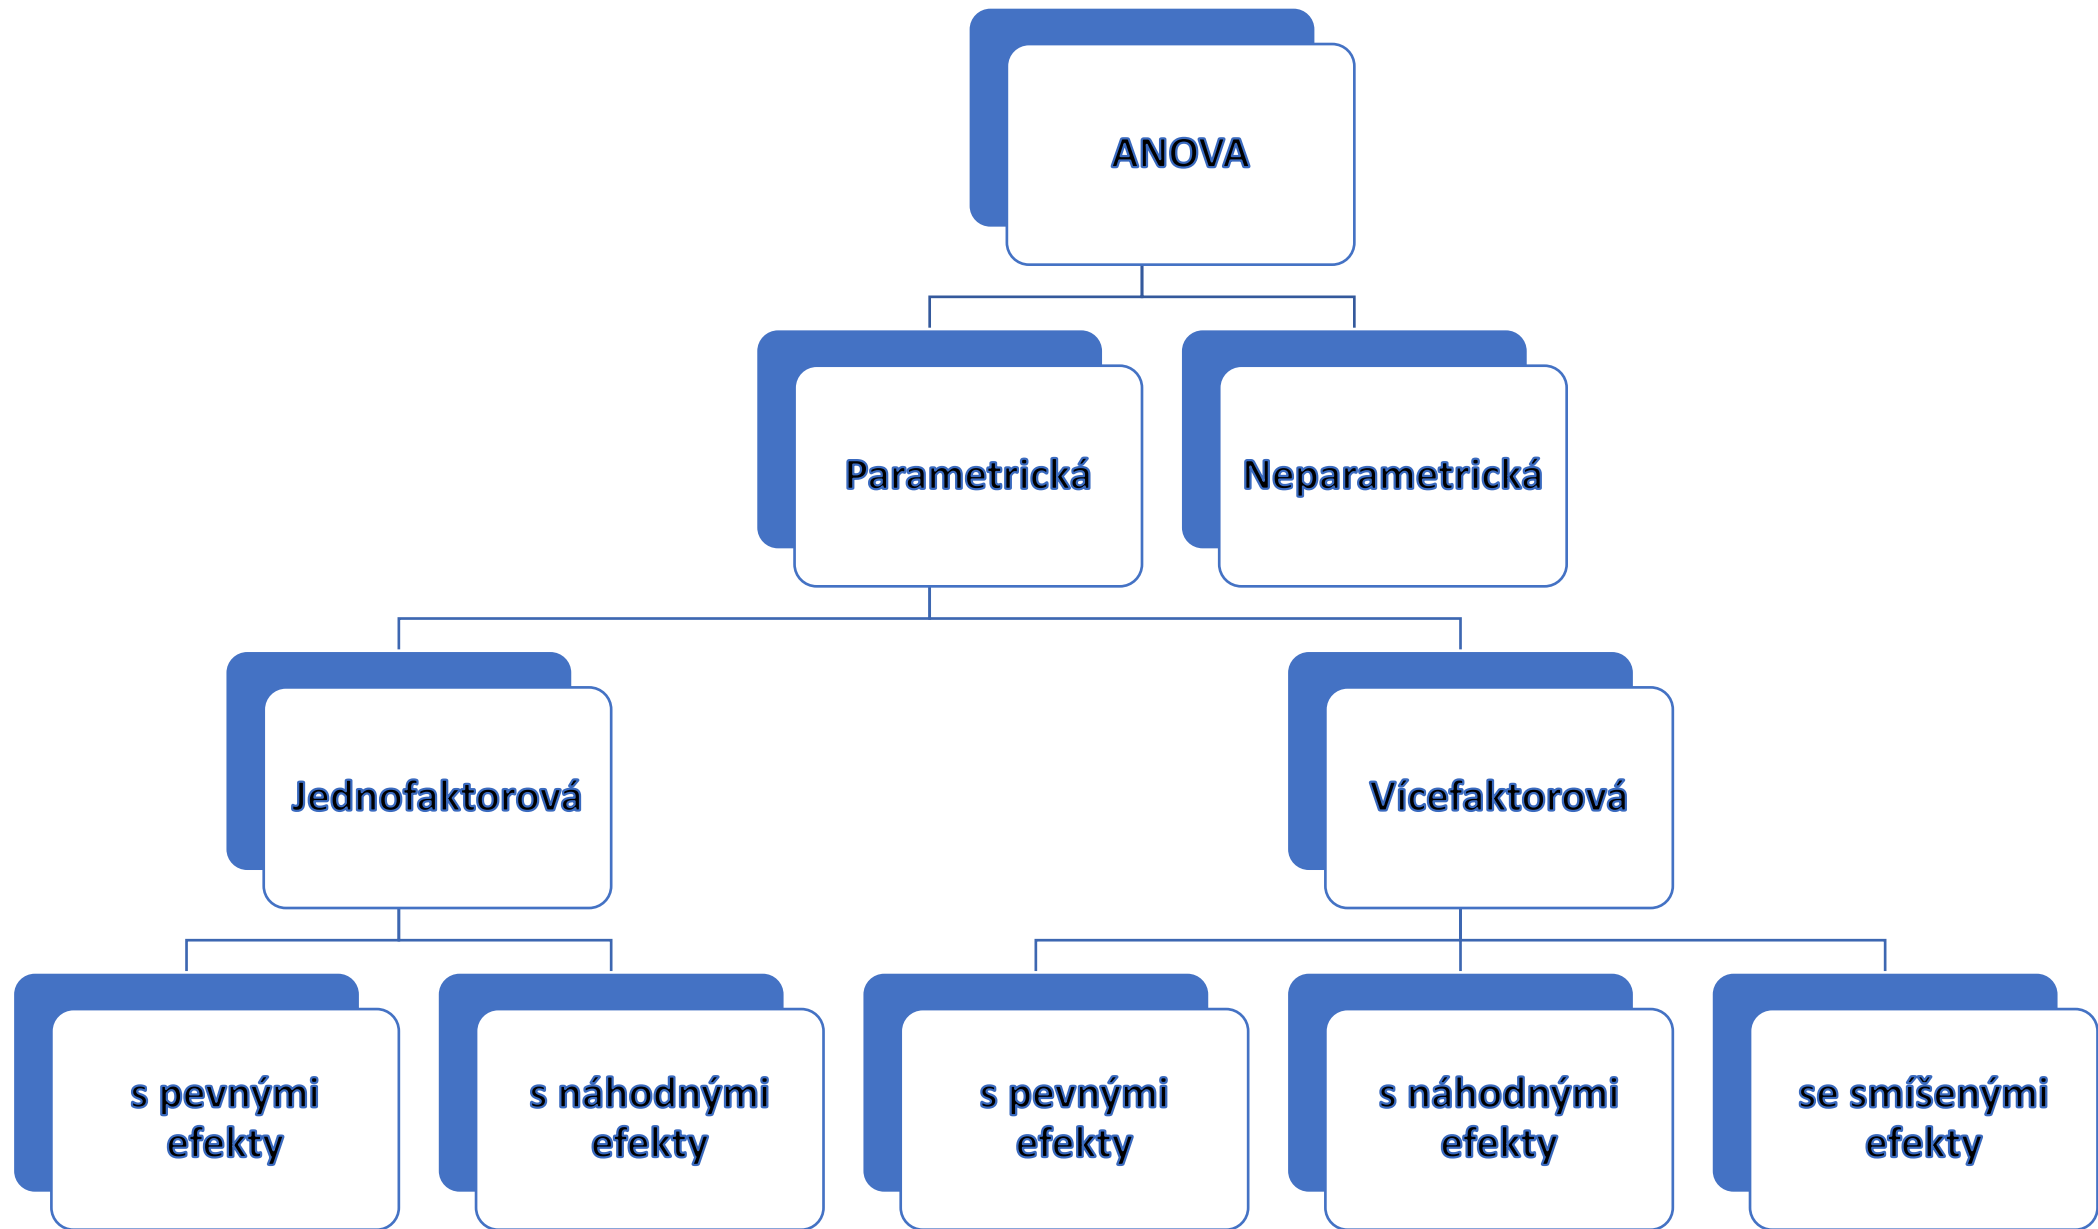 ANOVA
Parametrická
Neparametrická
Jednofaktorová
Vícefaktorová
s pevnými
efekty
s náhodnými
efekty
s pevnými
efekty
s náhodnými
efekty
se smíšenými
efekty